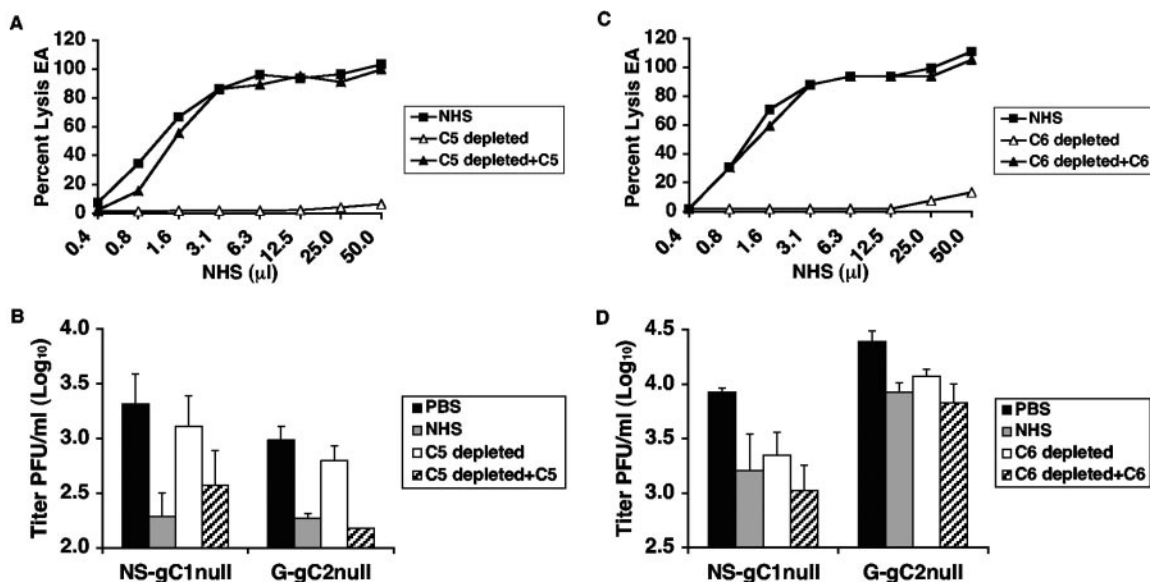 A
Percent Lysis EA
120
100
80
60
40
20
0
0.4
0.8
1.6
3.1
6.3
12.5
25.0
50.0
NHS (µl)
NHS
C5 depleted
C5 depleted+C5
C
Percent Lysis EA
120
100
80
60
40
20
0
0.4
0.8
1.6
3.1
6.3
12.5
25.0
50.0
NHS (µl)
NHS
C6 depleted
C6 depleted+C6
B
Titer PFU/ml (Log10)
4.0
3.5
3.0
2.5
2.0
NS-gC1null
G-gC2null
PBS
NHS
C5 depleted
C5 depleted+C5
D
Titer PFU/ml (Log10)
4.5
4.0
3.5
3.0
2.5
NS-gC1null
G-gC2null
PBS
NHS
C6 depleted
C6 depleted+C6